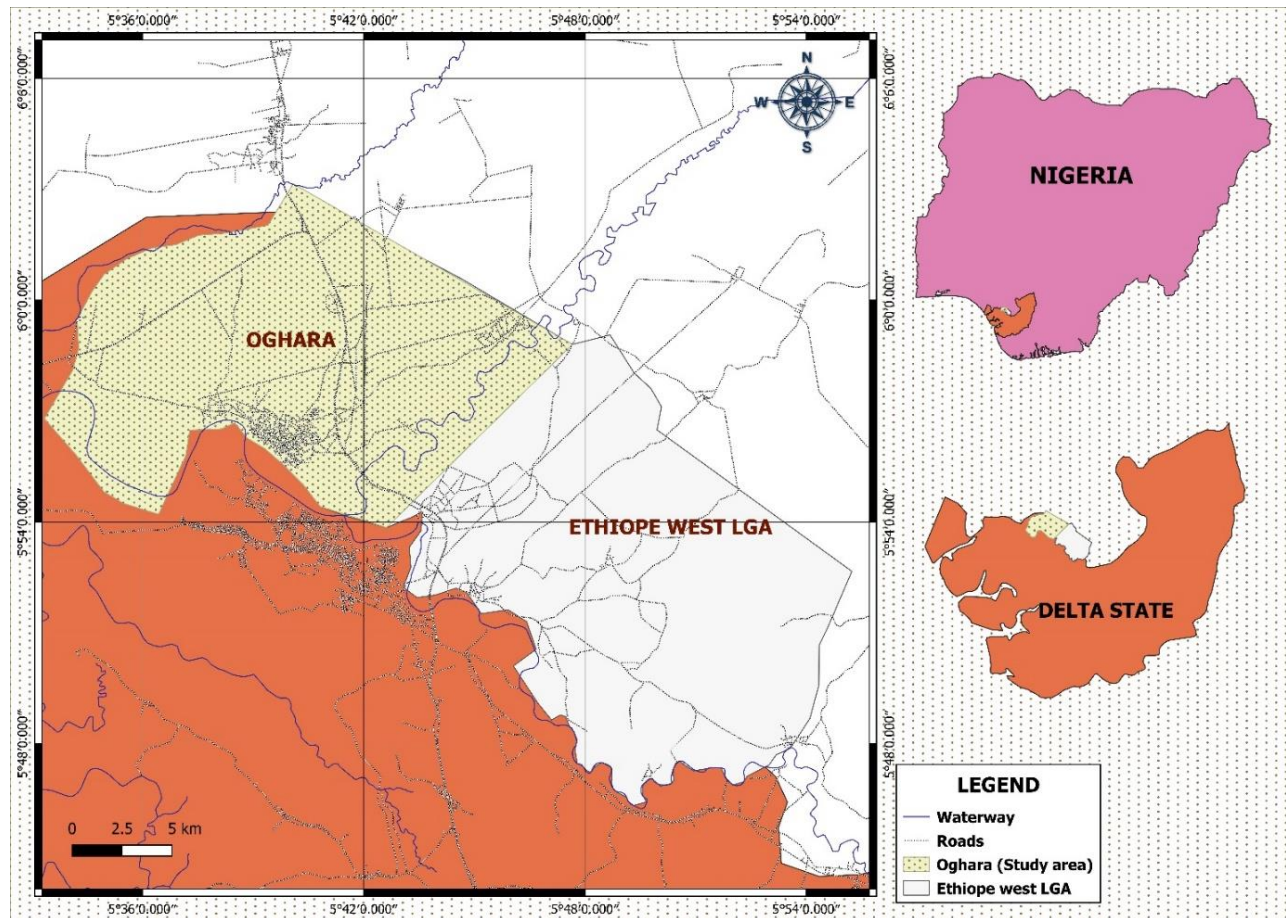 5°36′0.000″ 5°42′0.000″ 5°48′0.000″ 5°54′0.000″
N
W E
S
6°6′0.000″ 6°6′0.000″
NIGERIA
6°0′0.000″ 6°0′0.000″
OGHARA
5°54′0.000″ 5°54′0.000″
ETHIOPE WEST LGA
DELTA STATE
5°48′0.000″ 5°48′0.000″
LEGEND
Waterway
Roads
Oghara (Study area)
Ethiope west LGA
0 2.5 5 km
5°36′0.000″ 5°42′0.000″ 5°48′0.000″ 5°54′0.000″